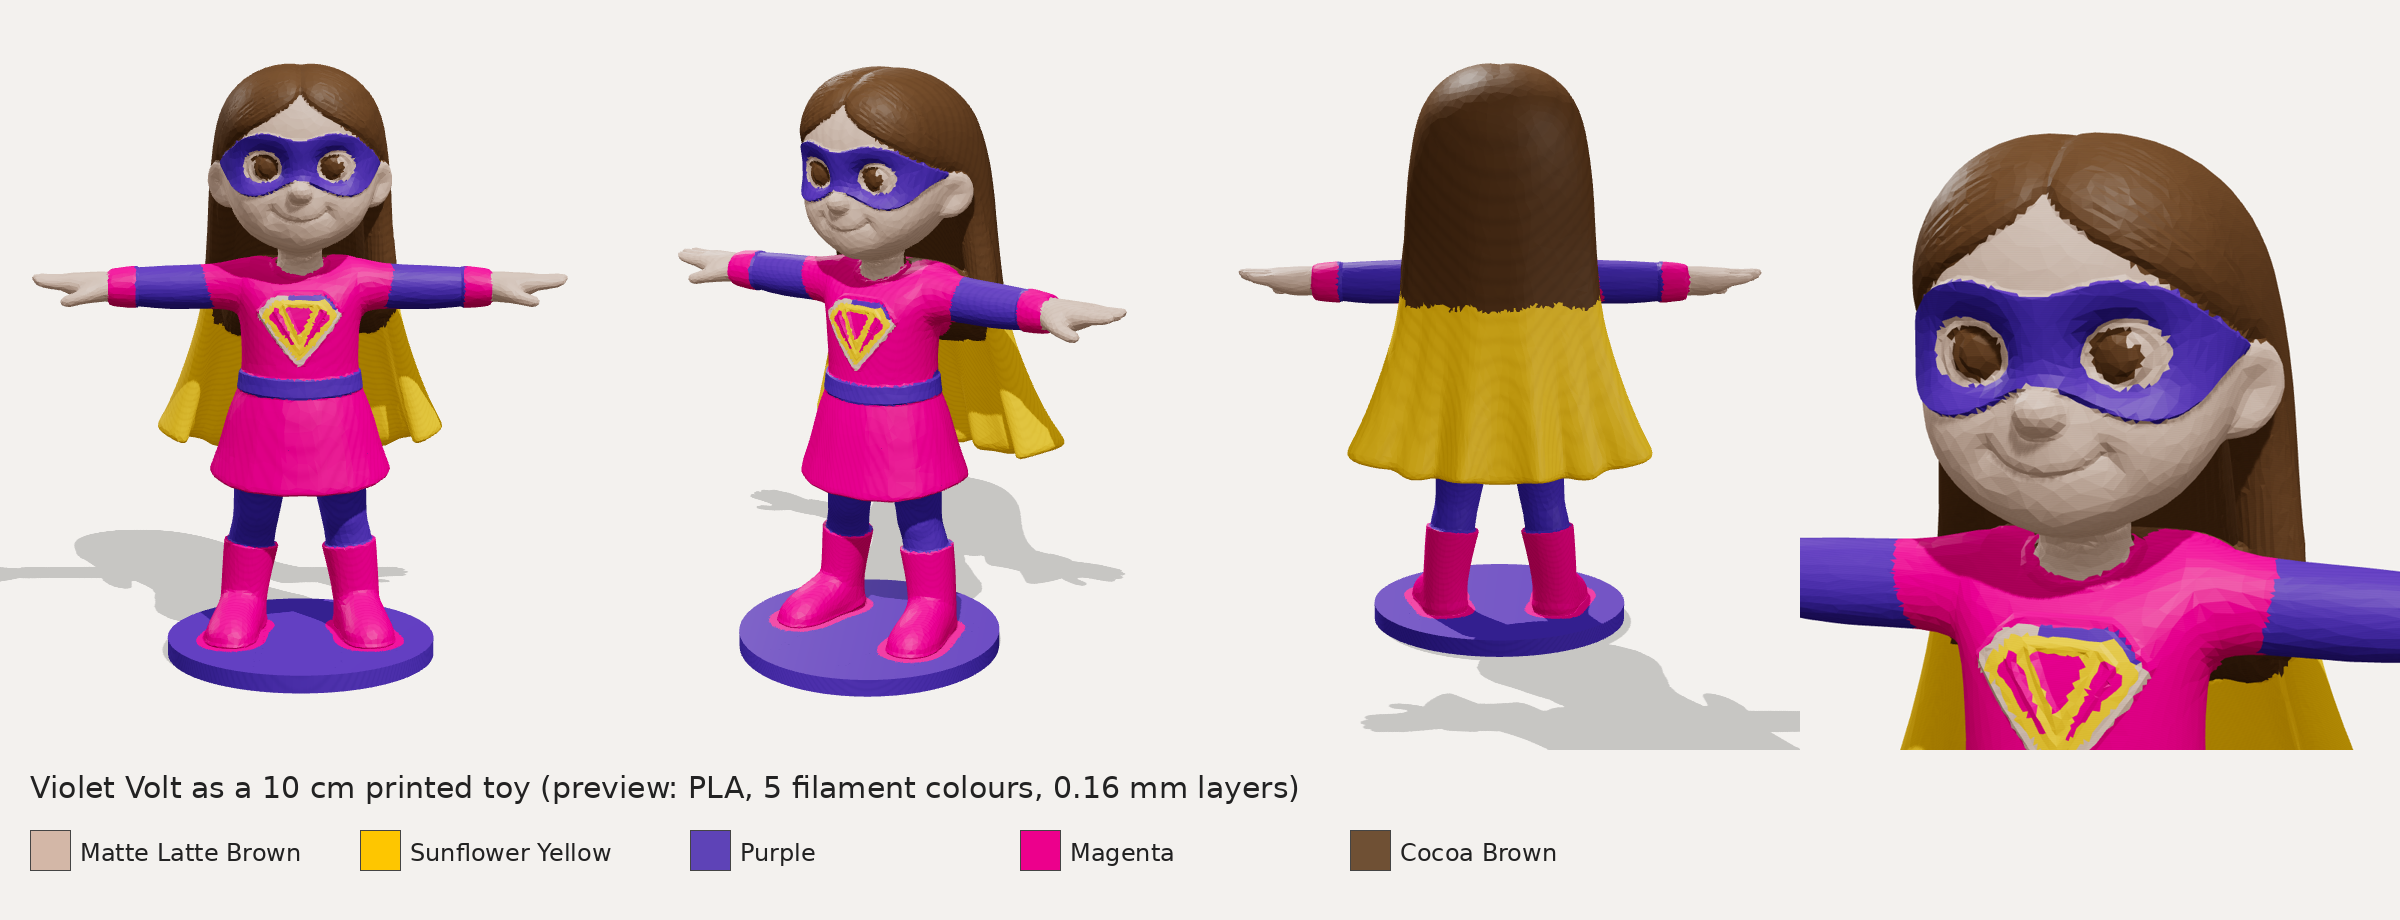 Violet Volt as a 10 cm printed toy (preview: PLA, 5 filament colours, 0.16 mm layers)
Matte Latte Brown Sunflower Yellow Purple Magenta Cocoa Brown